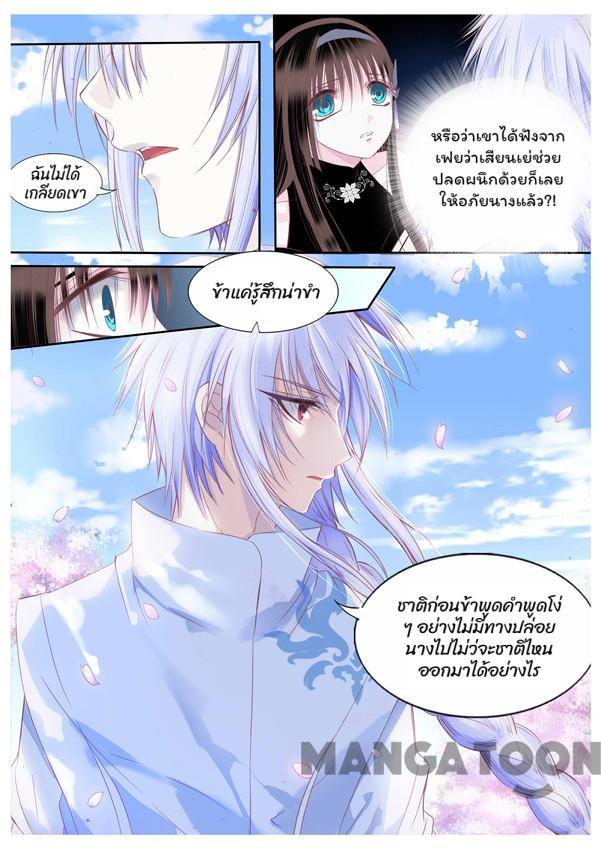 ฉันไม่ได้
เกลียดเขา
หรือว่าเขาได้ฟังจาก
เฟยว่าเสียนเย่ช่วย
ปลดผนึกด้วยก็เลย
ให้อภัยนางแล้ว?!
ข้าแค่รู้สึกน่าขำ
ชาติก่อนข้าพูดคำพูดโง่
ๆ อย่างไม่มีทางปล่อย
นางไปไม่ว่าจะชาติไหน
ออกมาได้อย่างไร
MANGATOON